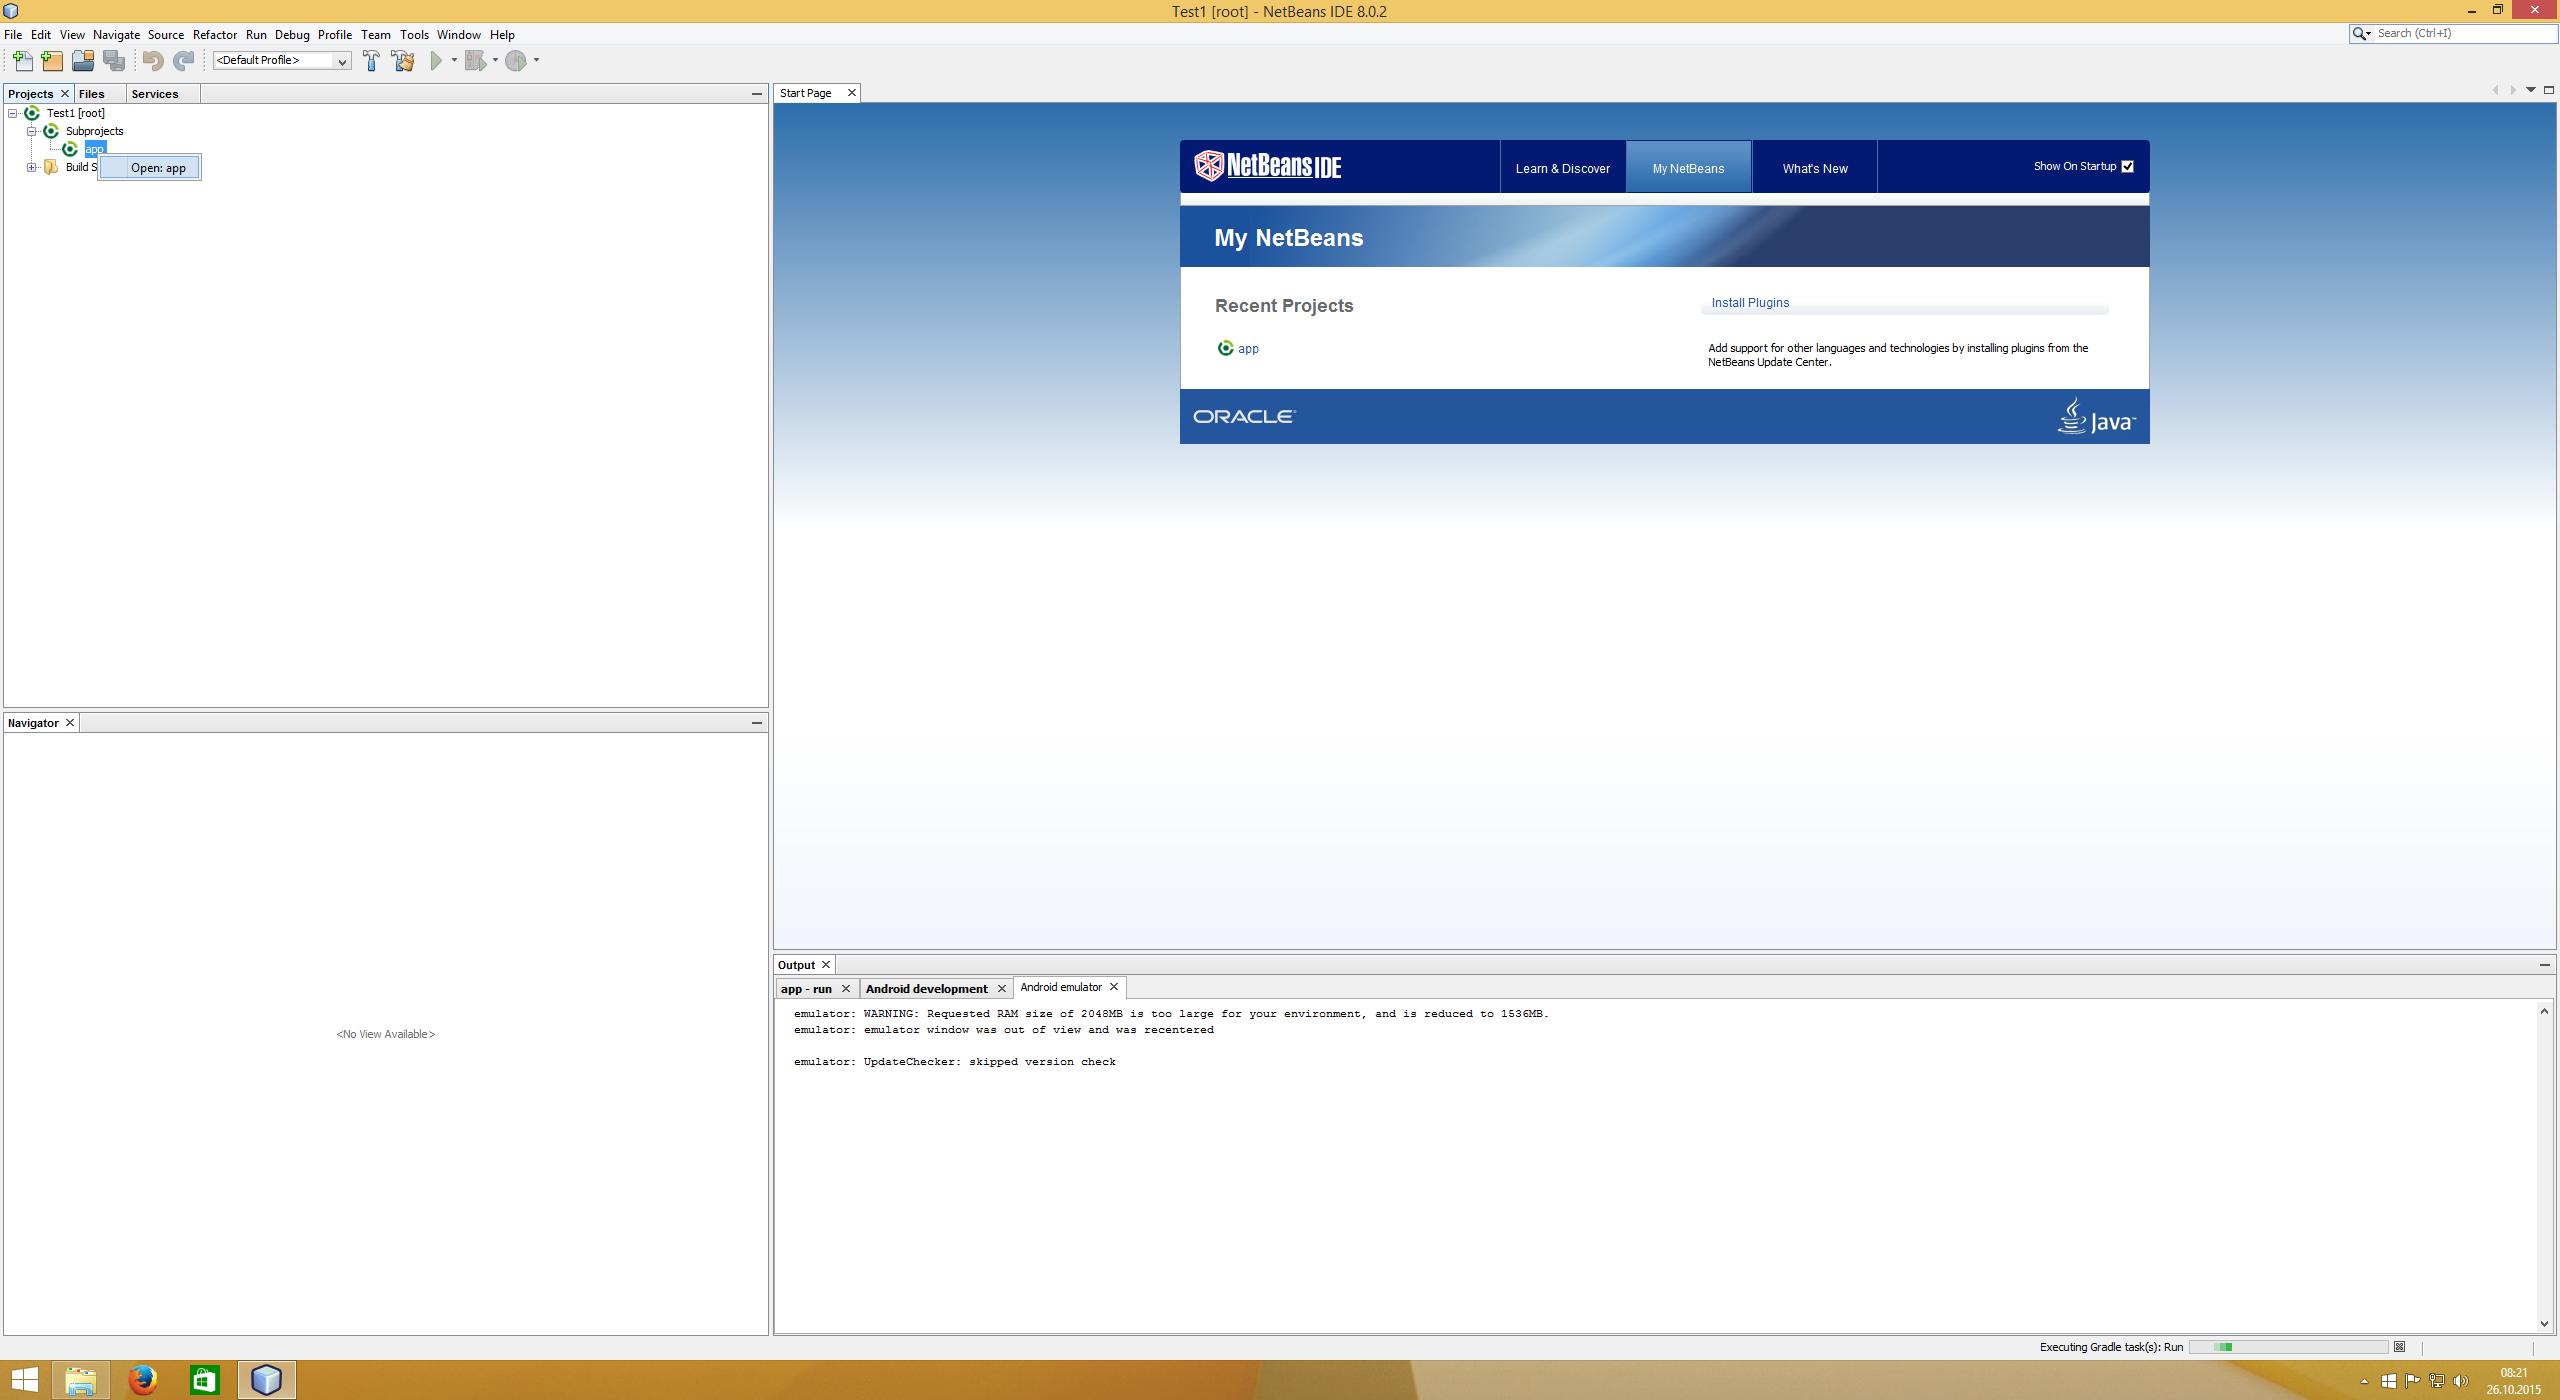 Test1 [root] - NetBeans IDE 8.0.2
File Edit View Navigate Source Refactor Run Debug Profile Team Tools Window Help
Search (Ctrl+I)
<Default Profile>
Projects Files Services
Test1 [root]
Subprojects
app
Build S
Open: app
Start Page
NetBeans IDE
Learn & Discover
My NetBeans
What's New
Show On Startup
My NetBeans
Recent Projects
app
Install Plugins
Add support for other languages and technologies by installing plugins from the
NetBeans Update Center.
ORACLE
Java
Navigator
<No View Available>
Output
app - run Android development Android emulator
emulator: WARNING: Requested RAM size of 2048MB is too large for your environment, and is reduced to 1536MB.
emulator: emulator window was out of view and was recentered
emulator: UpdateChecker: skipped version check
Executing Gradle task(s): Run
08:21
26.10.2015